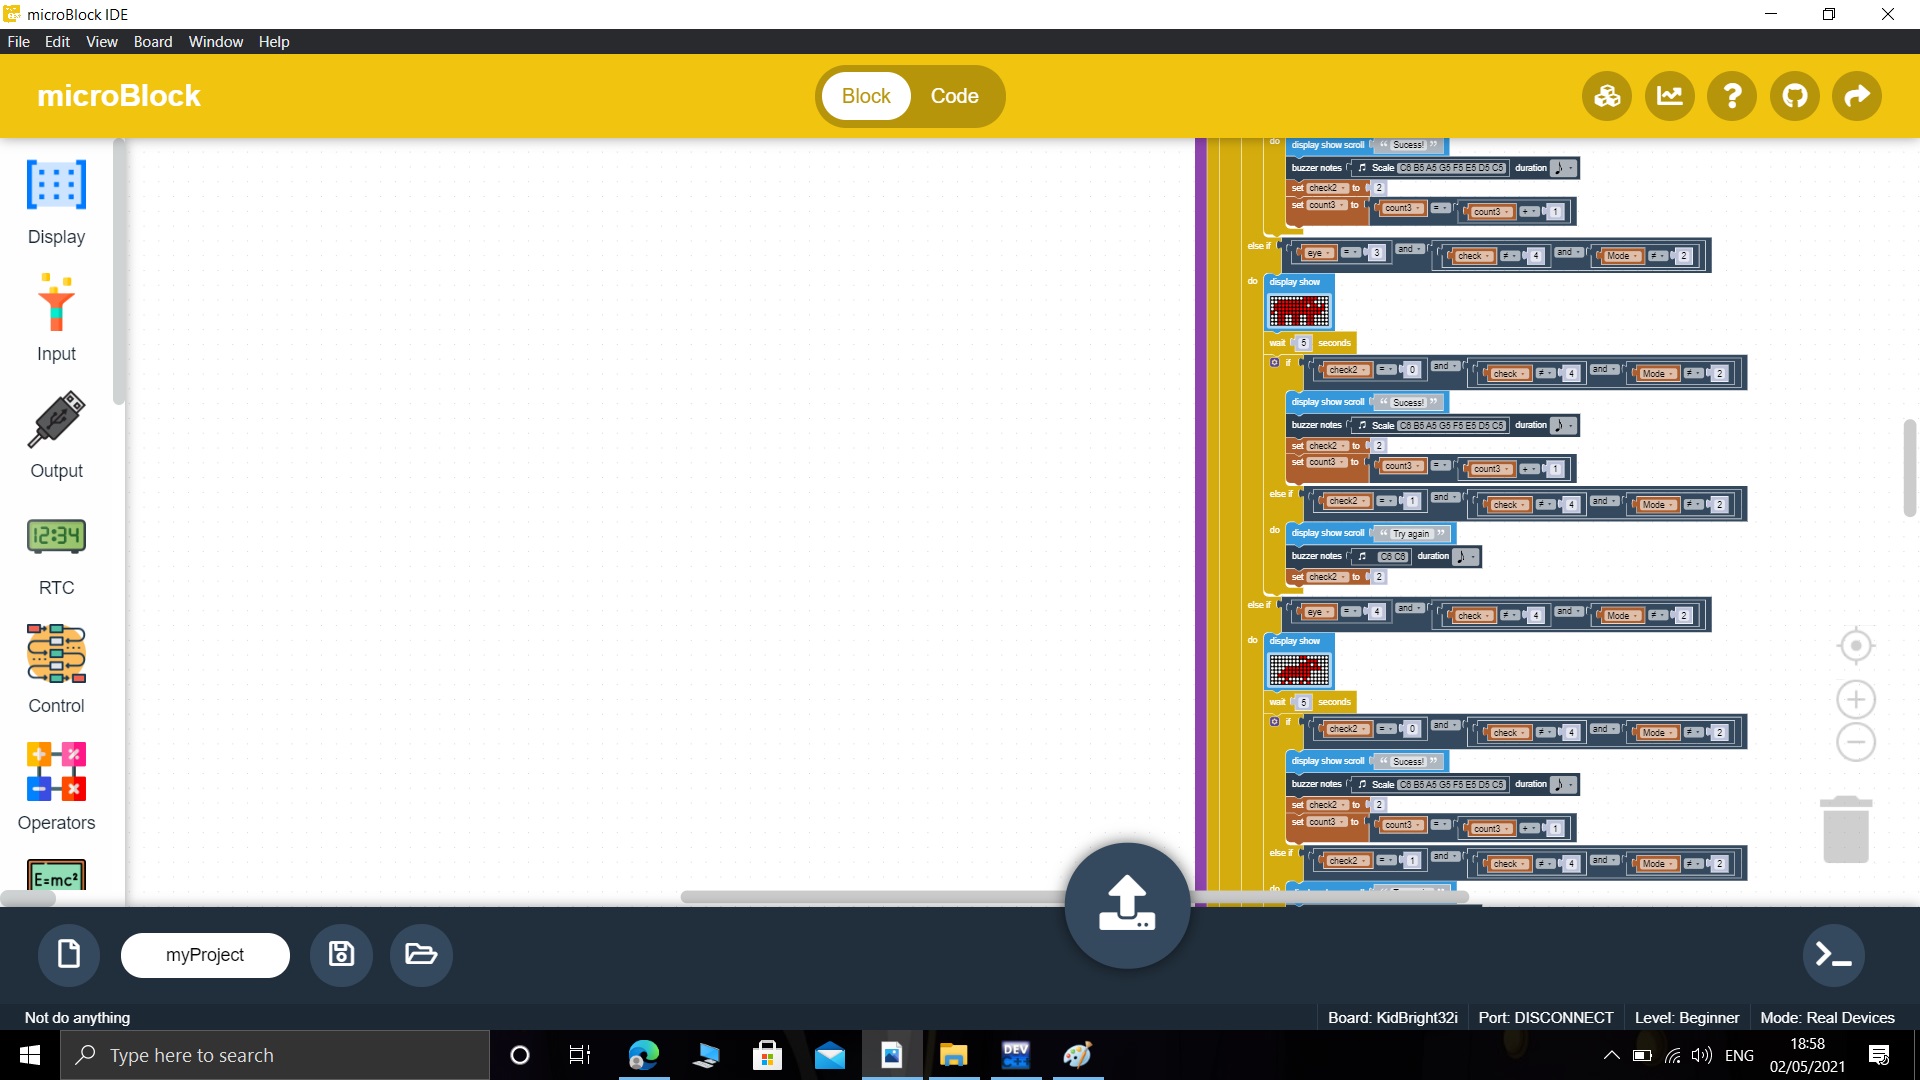 microBlock IDE
File Edit View Board Window Help
microBlock
Block Code
Display
Input
Output
12:34
RTC
Control
Operators
E=mc²
do display show scroll “ Sucess! ”
buzzer notes Scale C6 B5 A5 G5 F5 E5 D5 C5 duration ♪
set check2 to 2
set count3 to count3 = count3 + 1
else if eye = 3 and check ≠ 4 and Mode ≠ 2
do display show
wait 5 seconds
if check2 = 0 and check ≠ 4 and Mode ≠ 2
display show scroll “ Sucess! ”
buzzer notes Scale C6 B5 A5 G5 F5 E5 D5 C5 duration ♪
set check2 to 2
set count3 to count3 = count3 + 1
else if check2 = 1 and check ≠ 4 and Mode ≠ 2
do display show scroll “ Try again ”
buzzer notes C6 C6 duration ♪
set check2 to 2
else if eye = 4 and check ≠ 4 and Mode ≠ 2
do display show
wait 5 seconds
if check2 = 0 and check ≠ 4 and Mode ≠ 2
display show scroll “ Sucess! ”
buzzer notes Scale C6 B5 A5 G5 F5 E5 D5 C5 duration ♪
set check2 to 2
set count3 to count3 = count3 + 1
else if check2 = 1 and check ≠ 4 and Mode ≠ 2
do
myProject
Not do anything
Board: KidBright32i Port: DISCONNECT Level: Beginner Mode: Real Devices
Type here to search
DEV C++
ENG
18:58
02/05/2021